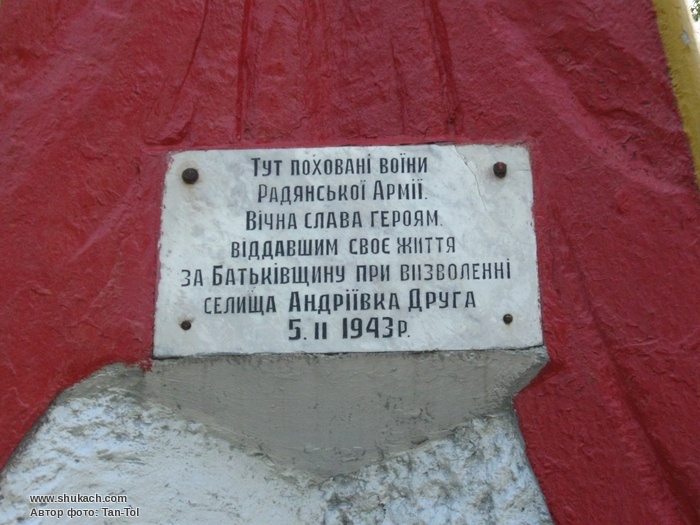 Тут поховані воїни
Радянської Армії.
Вічна слава героям.
віддавшим своє життя
за Батьківщину при визволенні
селища Андріївка Друга
5. II 1943 р.
www.shukach.com
Автор фото: Tan-Tol